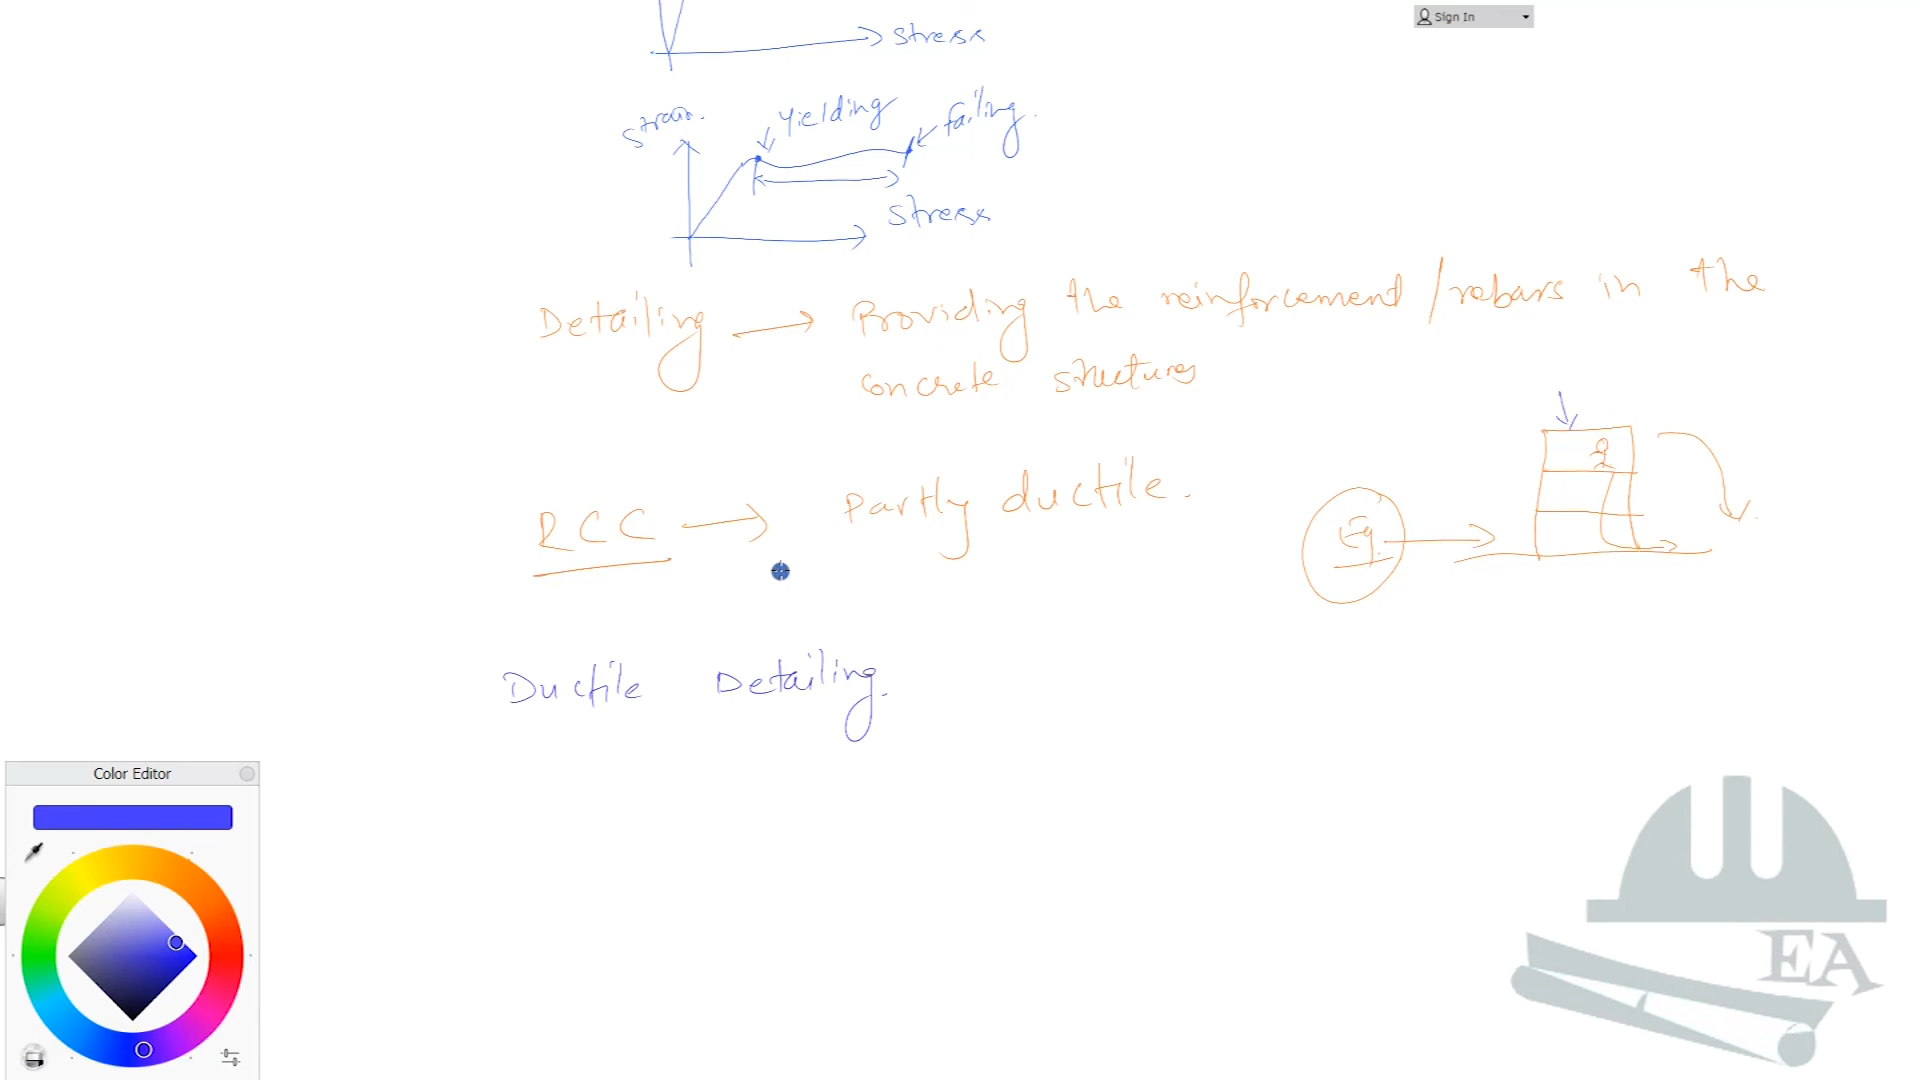 Sign In
stress
strain.
Yielding
failing.
stress
Detailing → Providing the reinforcement/rebars in the
concrete structures
RCC → Partly ductile.
Eq.
Ductile Detailing.
Color Editor
EA